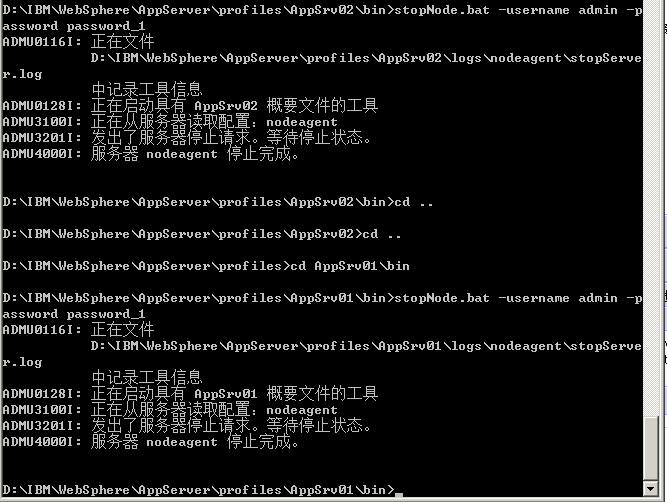 D:\IBM\WebSphere\AppServer\profiles\AppSrv02\bin>stopNode.bat -username admin -p
assword password_1
ADMU0116I: 正在文件
D:\IBM\WebSphere\AppServer\profiles\AppSrv02\logs\nodeagent\stopServe
r.log
中记录工具信息
ADMU0128I: 正在启动具有 AppSrv02 概要文件的工具
ADMU3100I: 正在从服务器读取配置: nodeagent
ADMU3201I: 发出了服务器停止请求。等待停止状态。
ADMU4000I: 服务器 nodeagent 停止完成。
D:\IBM\WebSphere\AppServer\profiles\AppSrv02\bin>cd ..
D:\IBM\WebSphere\AppServer\profiles\AppSrv02>cd ..
D:\IBM\WebSphere\AppServer\profiles>cd AppSrv01\bin
D:\IBM\WebSphere\AppServer\profiles\AppSrv01\bin>stopNode.bat -username admin -p
assword password_1
ADMU0116I: 正在文件
D:\IBM\WebSphere\AppServer\profiles\AppSrv01\logs\nodeagent\stopServe
r.log
中记录工具信息
ADMU0128I: 正在启动具有 AppSrv01 概要文件的工具
ADMU3100I: 正在从服务器读取配置: nodeagent
ADMU3201I: 发出了服务器停止请求。等待停止状态。
ADMU4000I: 服务器 nodeagent 停止完成。
D:\IBM\WebSphere\AppServer\profiles\AppSrv01\bin>_